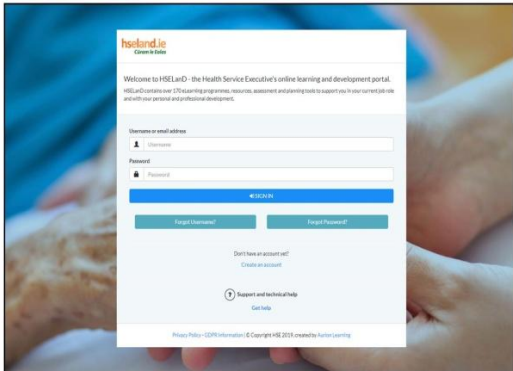 hseland.ie
Welcome to HSELanD - the Health Service Executive's online learning and development portal.
HSELanD contains over 170 eLearning programmes, resources, assessment and planning tools to support you in your current job role
and with your personal and professional development.
Username or email address
Username
Password
Password
SIGN IN
Forgot Username?
Forgot Password?
Don't have an account yet?
Create an account
? Support and technical help
Get help
Privacy Policy - GDPR Information | © Copyright HSE 2019, created by Aurion Learning